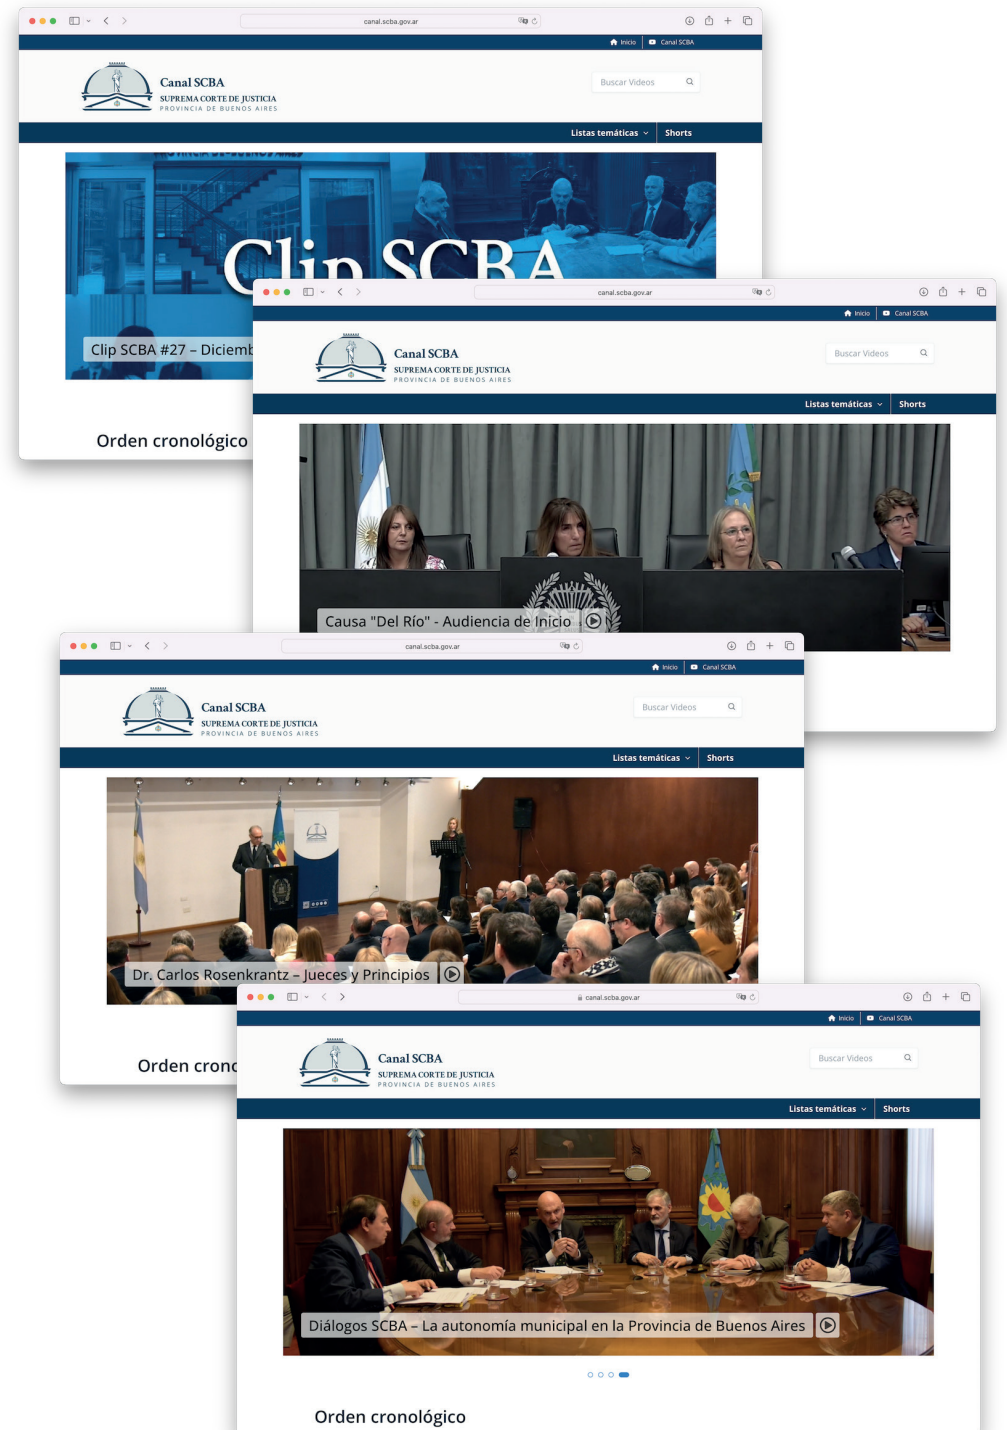 canal.scba.gov.ar
Inicio
Canal SCBA
Canal SCBA
SUPREMA CORTE DE JUSTICIA
PROVINCIA DE BUENOS AIRES
Buscar Videos
Listas temáticas
Shorts
Clip SCBA
Clip SCBA #27 – Diciemb
Orden cronológico
canal.scba.gov.ar
Inicio
Canal SCBA
Canal SCBA
SUPREMA CORTE DE JUSTICIA
PROVINCIA DE BUENOS AIRES
Buscar Videos
Listas temáticas
Shorts
Causa "Del Río" - Audiencia de Inicio
canal.scba.gov.ar
Inicio
Canal SCBA
Canal SCBA
SUPREMA CORTE DE JUSTICIA
PROVINCIA DE BUENOS AIRES
Buscar Videos
Listas temáticas
Shorts
Dr. Carlos Rosenkrantz – Jueces y Principios
Orden crono
canal.scba.gov.ar
Inicio
Canal SCBA
Canal SCBA
SUPREMA CORTE DE JUSTICIA
PROVINCIA DE BUENOS AIRES
Buscar Videos
Listas temáticas
Shorts
Diálogos SCBA – La autonomía municipal en la Provincia de Buenos Aires
Orden cronológico